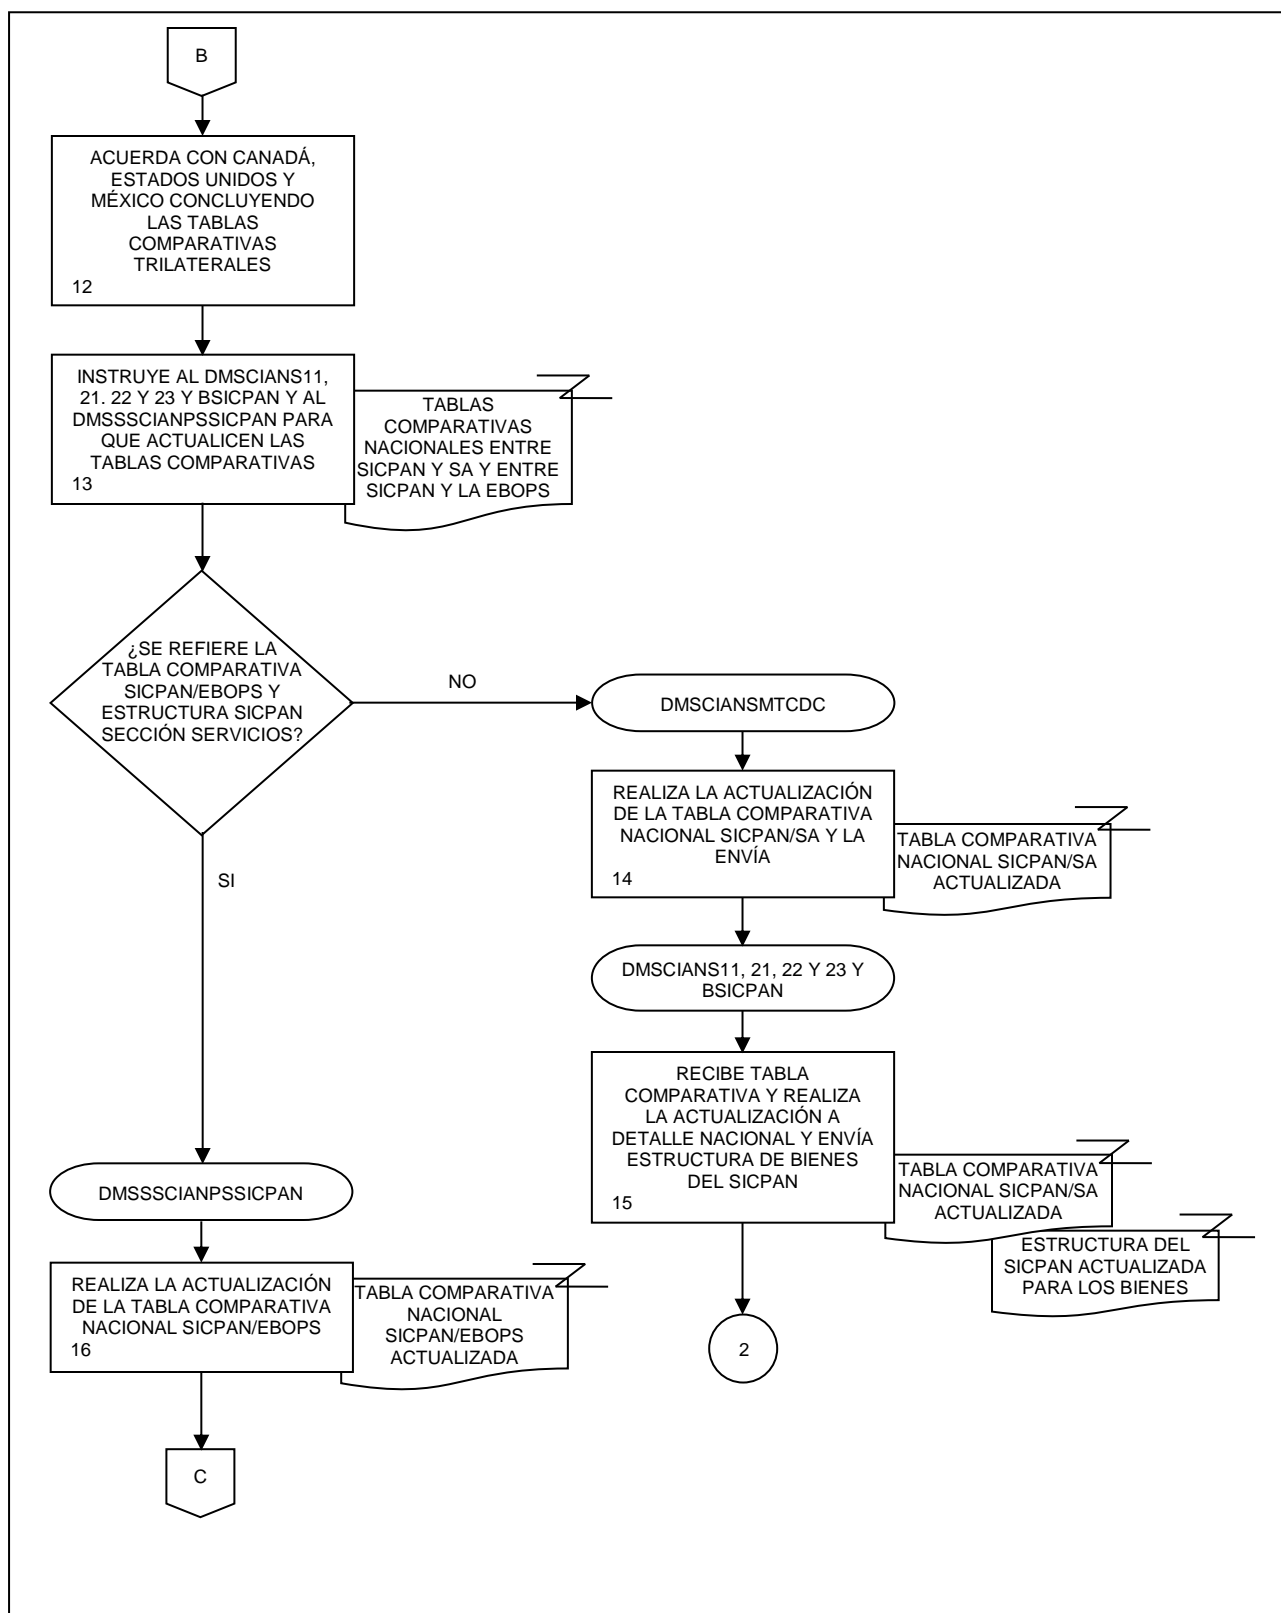 B
ACUERDA CON CANADÁ,
ESTADOS UNIDOS Y
MÉXICO CONCLUYENDO
LAS TABLAS
COMPARATIVAS
TRILATERALES
12
INSTRUYE AL DMSCIANS11,
21. 22 Y 23 Y BSICPAN Y AL
DMSSSCIANPSSICPAN PARA
QUE ACTUALICEN LAS
TABLAS COMPARATIVAS
13
TABLAS
COMPARATIVAS
NACIONALES ENTRE
SICPAN Y SA Y ENTRE
SICPAN Y LA EBOPS
¿SE REFIERE LA
TABLA COMPARATIVA
SICPAN/EBOPS Y
ESTRUCTURA SICPAN
SECCIÓN SERVICIOS?
NO
DMSCIANSMTCDC
REALIZA LA ACTUALIZACIÓN
DE LA TABLA COMPARATIVA
NACIONAL SICPAN/SA Y LA
ENVÍA
14
TABLA COMPARATIVA
NACIONAL SICPAN/SA
ACTUALIZADA
SI
DMSCIANS11, 21, 22 Y 23 Y
BSICPAN
RECIBE TABLA
COMPARATIVA Y REALIZA
LA ACTUALIZACIÓN A
DETALLE NACIONAL Y ENVÍA
ESTRUCTURA DE BIENES
DEL SICPAN
15
TABLA COMPARATIVA
NACIONAL SICPAN/SA
ACTUALIZADA
ESTRUCTURA DEL
SICPAN ACTUALIZADA
PARA LOS BIENES
2
DMSSSCIANPSSICPAN
REALIZA LA ACTUALIZACIÓN
DE LA TABLA COMPARATIVA
NACIONAL SICPAN/EBOPS
16
TABLA COMPARATIVA
NACIONAL
SICPAN/EBOPS
ACTUALIZADA
C